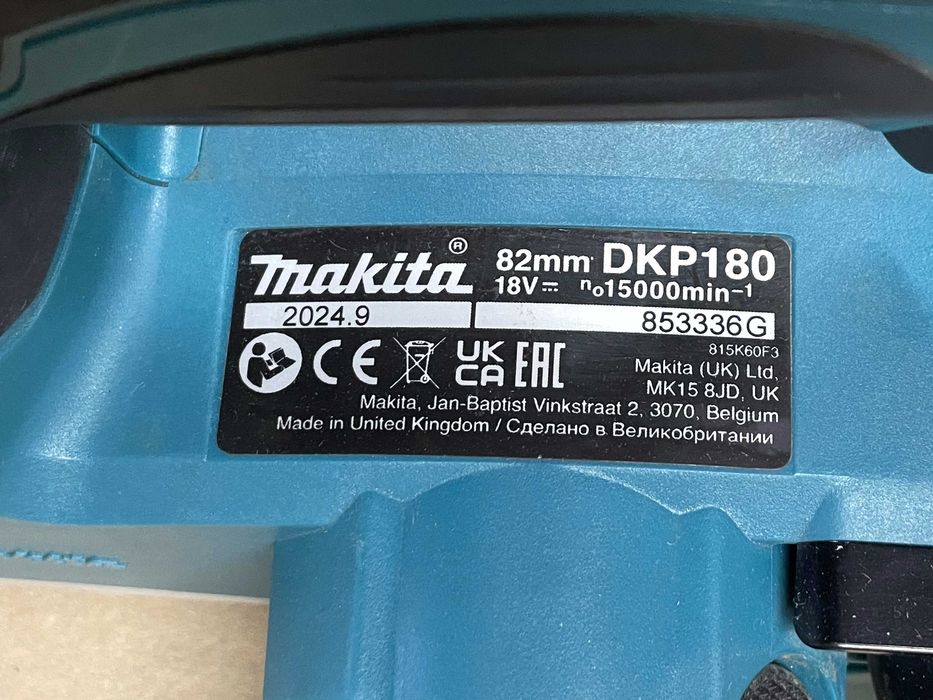 makita ®
82mm DKP180
18V⎓ n₀15000min⁻¹
2024.9
853336G
815K60F3
CE UK CA EAC
Makita (UK) Ltd.
MK15 8JD, UK
Makita, Jan-Baptist Vinkstraat 2, 3070, Belgium
Made in United Kingdom / Сделано в Великобритании